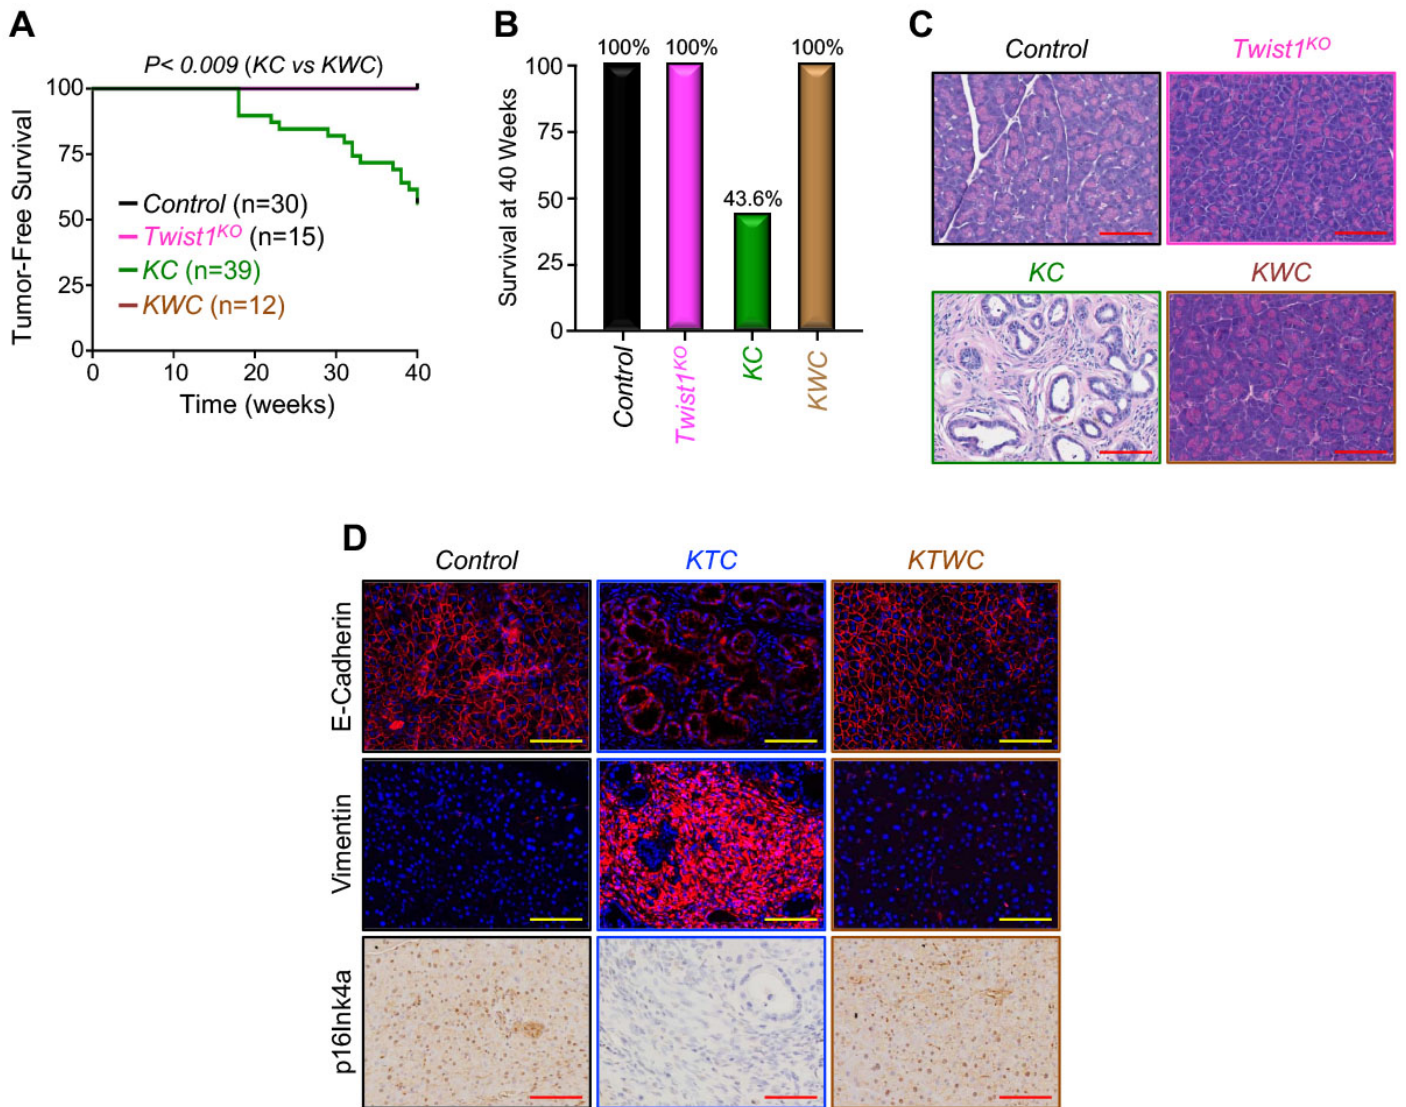 A
P< 0.009 (KC vs KWC)
Tumor-Free Survival
100
75
50
25
0
Control (n=30)
Twist1KO (n=15)
KC (n=39)
KWC (n=12)
0 10 20 30 40
Time (weeks)
B
100% 100% 43.6% 100%
Survival at 40 Weeks
100
75
50
25
0
Control
Twist1KO
KC
KWC
C
Control
Twist1KO
KC
KWC
D
Control
KTC
KTWC
E-Cadherin
Vimentin
p16Ink4a